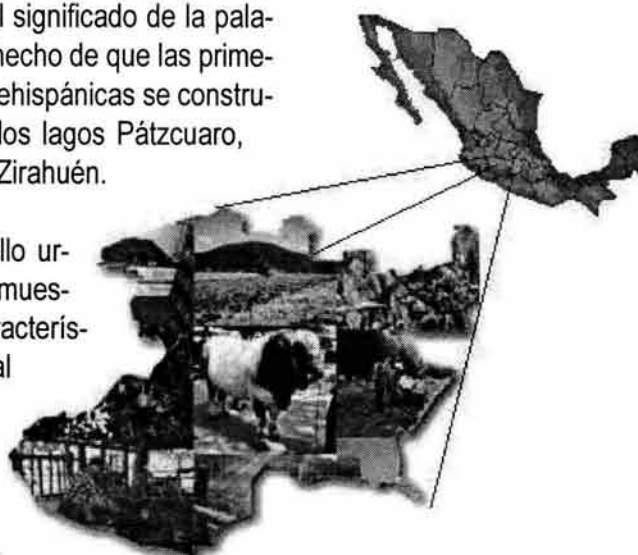 l significado de la pala-
hecho de que las prime-
ehispánicas se constru-
los lagos Pátzcuaro,
Zirahuén.
llo ur-
mues-
acterís-
al